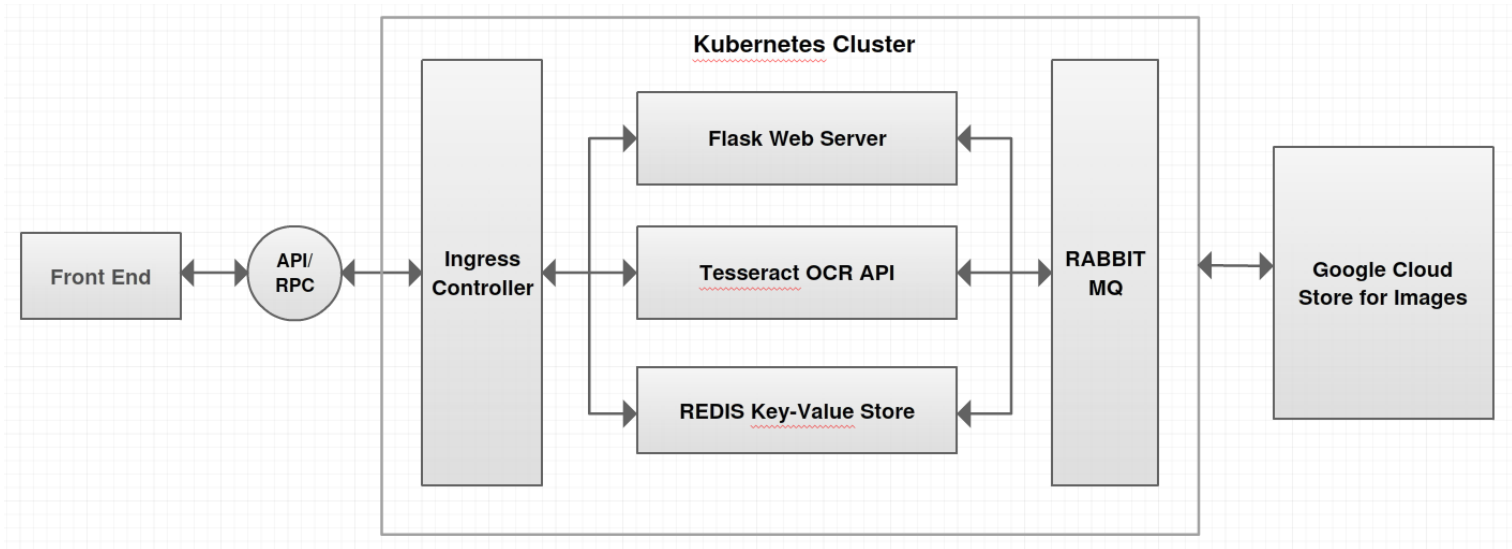 Kubernetes Cluster
Front End
API/
RPC
Ingress
Controller
Flask Web Server
Tesseract OCR API
REDIS Key-Value Store
RABBIT
MQ
Google Cloud
Store for Images